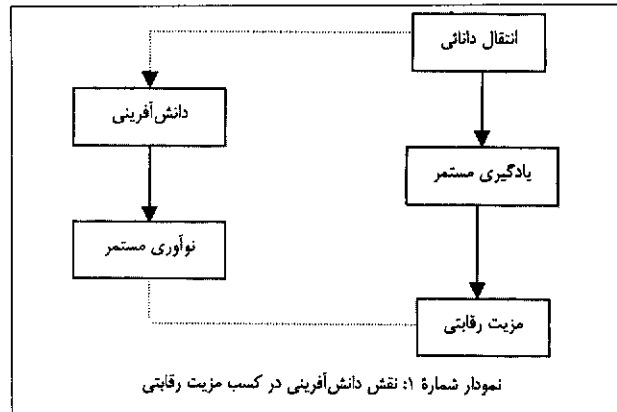 انتقال دانائی
دانش‌آفرینی
یادگیری مستمر
نوآوری مستمر
مزیت رقابتی
نمودار شمارهٔ ۱: نقش دانش‌آفرینی در کسب مزیت رقابتی